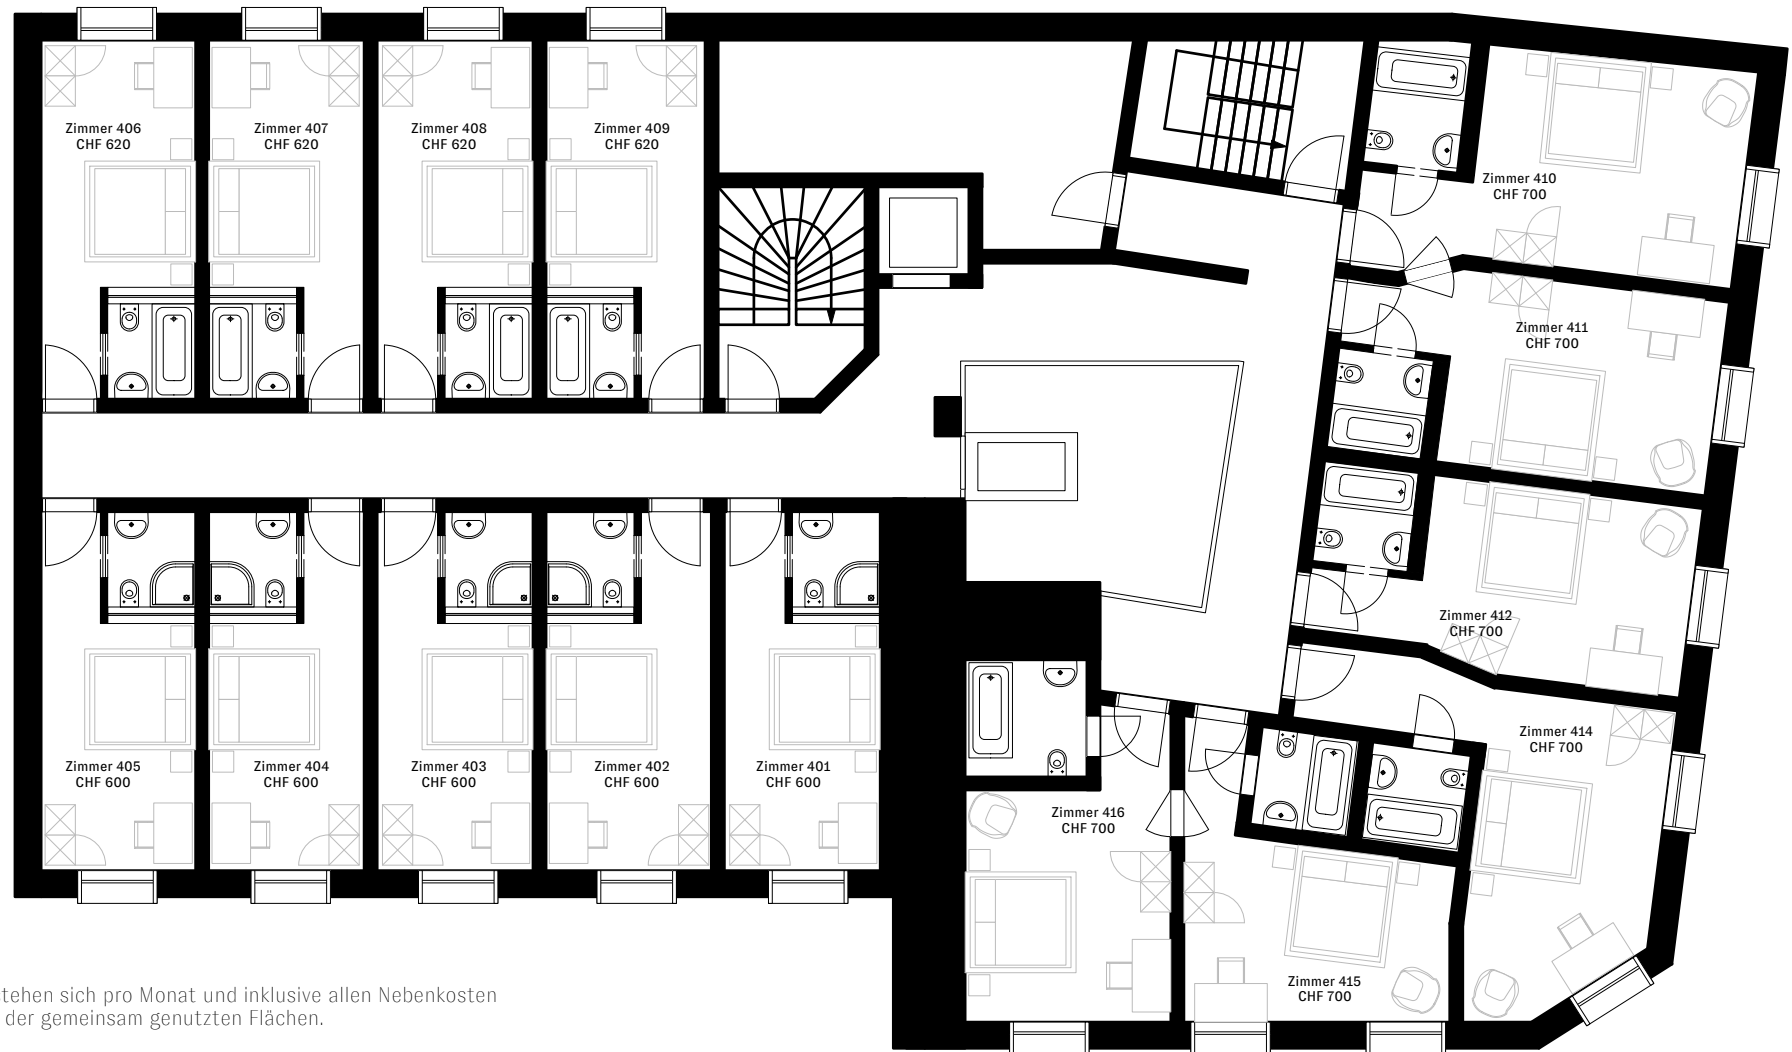 Zimmer 406
CHF 620
Zimmer 407
CHF 620
Zimmer 408
CHF 620
Zimmer 409
CHF 620
Zimmer 410
CHF 700
Zimmer 411
CHF 700
Zimmer 412
CHF 700
Zimmer 414
CHF 700
Zimmer 405
CHF 600
Zimmer 404
CHF 600
Zimmer 403
CHF 600
Zimmer 402
CHF 600
Zimmer 401
CHF 600
Zimmer 416
CHF 700
Zimmer 415
CHF 700
stehen sich pro Monat und inklusive allen Nebenkosten
der gemeinsam genutzten Flächen.